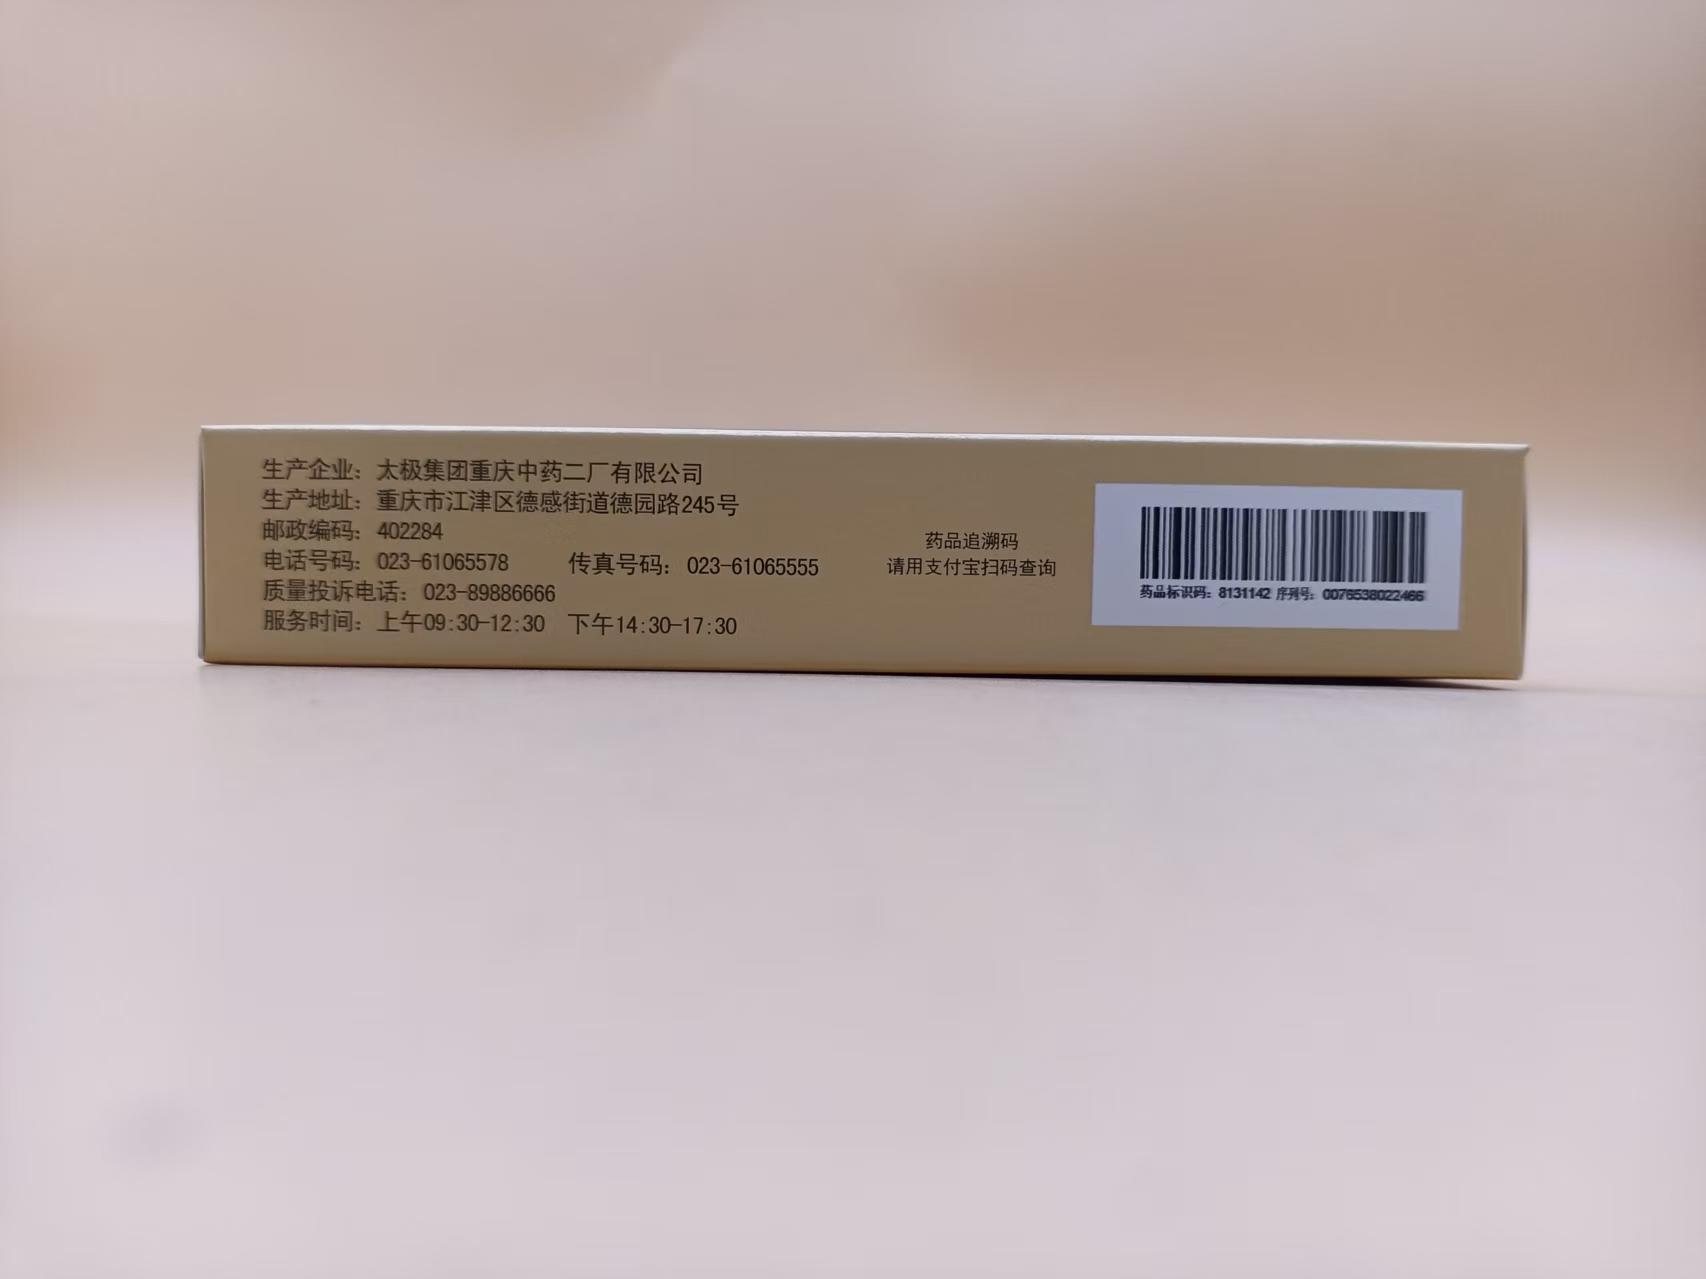 生产企业：太极集团重庆中药二厂有限公司
生产地址：重庆市江津区德感街道德园路245号
邮政编码：402284
电话号码：023-61065578 传真号码：023-61065555
质量投诉电话：023-89886666
服务时间：上午09:30-12:30 下午14:30-17:30
药品追溯码
请用支付宝扫码查询
药品标识码：8131142 序列号：0076538022466